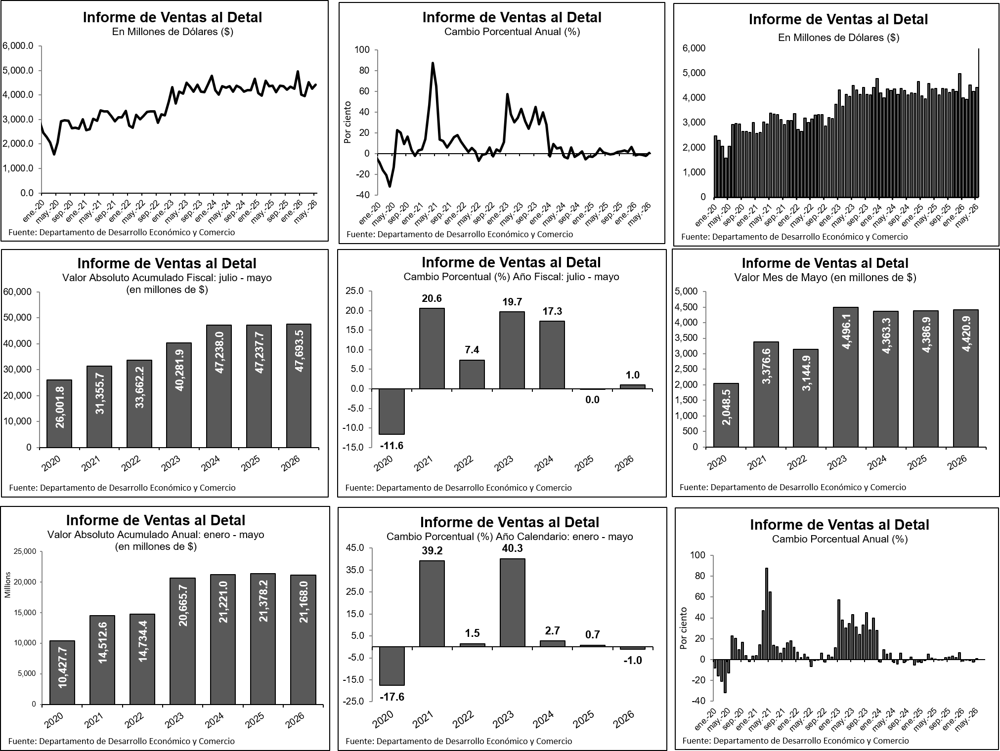 Informe de Ventas al Detal
En Millones de Dólares ($)
6,000.0
5,000.0
4,000.0
3,000.0
2,000.0
1,000.0
0.0
ene.-20
may.-20
sep.-20
ene.-21
may.-21
sep.-21
ene.-22
may.-22
sep.-22
ene.-23
may.-23
sep.-23
ene.-24
may.-24
sep.-24
ene.-25
may.-25
sep.-25
ene.-26
may.-26
Fuente: Departamento de Desarrollo Económico y Comercio
Informe de Ventas al Detal
Cambio Porcentual Anual (%)
Por ciento
100
80
60
40
20
0
-20
-40
ene.-20
may.-20
sep.-20
ene.-21
may.-21
sep.-21
ene.-22
may.-22
sep.-22
ene.-23
may.-23
sep.-23
ene.-24
may.-24
sep.-24
ene.-25
may.-25
sep.-25
ene.-26
may.-26
Fuente: Departamento de Desarrollo Económico y Comercio
Informe de Ventas al Detal
En Millones de Dólares ($)
6,000
5,000
4,000
3,000
2,000
1,000
0
ene.-20
may.-20
sep.-20
ene.-21
may.-21
sep.-21
ene.-22
may.-22
sep.-22
ene.-23
may.-23
sep.-23
ene.-24
may.-24
sep.-24
ene.-25
may.-25
sep.-25
ene.-26
may.-26
Fuente: Departamento de Desarrollo Económico y Comercio
Informe de Ventas al Detal
Valor Absoluto Acumulado Fiscal: julio - mayo
(en millones de $)
60,000
50,000
40,000
30,000
20,000
10,000
0
26,001.8
31,355.7
33,662.2
40,281.9
47,238.0
47,237.7
47,693.5
2020
2021
2022
2023
2024
2025
2026
Fuente: Departamento de Desarrollo Económico y Comercio
Informe de Ventas al Detal
Cambio Porcentual (%) Año Fiscal: julio - mayo
25.0
20.0
15.0
10.0
5.0
0.0
-5.0
-10.0
-15.0
-11.6
20.6
7.4
19.7
17.3
0.0
1.0
2020
2021
2022
2023
2024
2025
2026
Fuente: Departamento de Desarrollo Económico y Comercio
Informe de Ventas al Detal
Valor Mes de Mayo (en millones de $)
5,000
4,500
4,000
3,500
3,000
2,500
2,000
1,500
1,000
500
0
2,048.5
3,376.6
3,144.9
4,496.1
4,363.3
4,386.9
4,420.9
2020
2021
2022
2023
2024
2025
2026
Fuente: Departamento de Desarrollo Económico y Comercio
Informe de Ventas al Detal
Valor Absoluto Acumulado Anual: enero - mayo
(en millones de $)
Millions
25,000
20,000
15,000
10,000
5,000
0
10,427.7
14,512.6
14,734.4
20,665.7
21,221.0
21,378.2
21,168.0
2020
2021
2022
2023
2024
2025
2026
Fuente: Departamento de Desarrollo Económico y Comercio
Informe de Ventas al Detal
Cambio Porcentual (%) Año Calendario: enero - mayo
45.0
35.0
25.0
15.0
5.0
-5.0
-15.0
-25.0
-17.6
39.2
1.5
40.3
2.7
0.7
-1.0
2020
2021
2022
2023
2024
2025
2026
Fuente: Departamento de Desarrollo Económico y Comercio
Informe de Ventas al Detal
Cambio Porcentual Anual (%)
Por ciento
100
80
60
40
20
0
-20
-40
ene.-20
may.-20
sep.-20
ene.-21
may.-21
sep.-21
ene.-22
may.-22
sep.-22
ene.-23
may.-23
sep.-23
ene.-24
may.-24
sep.-24
ene.-25
may.-25
sep.-25
ene.-26
may.-26
Fuente: Departamento de Desarrollo Económico y Comercio